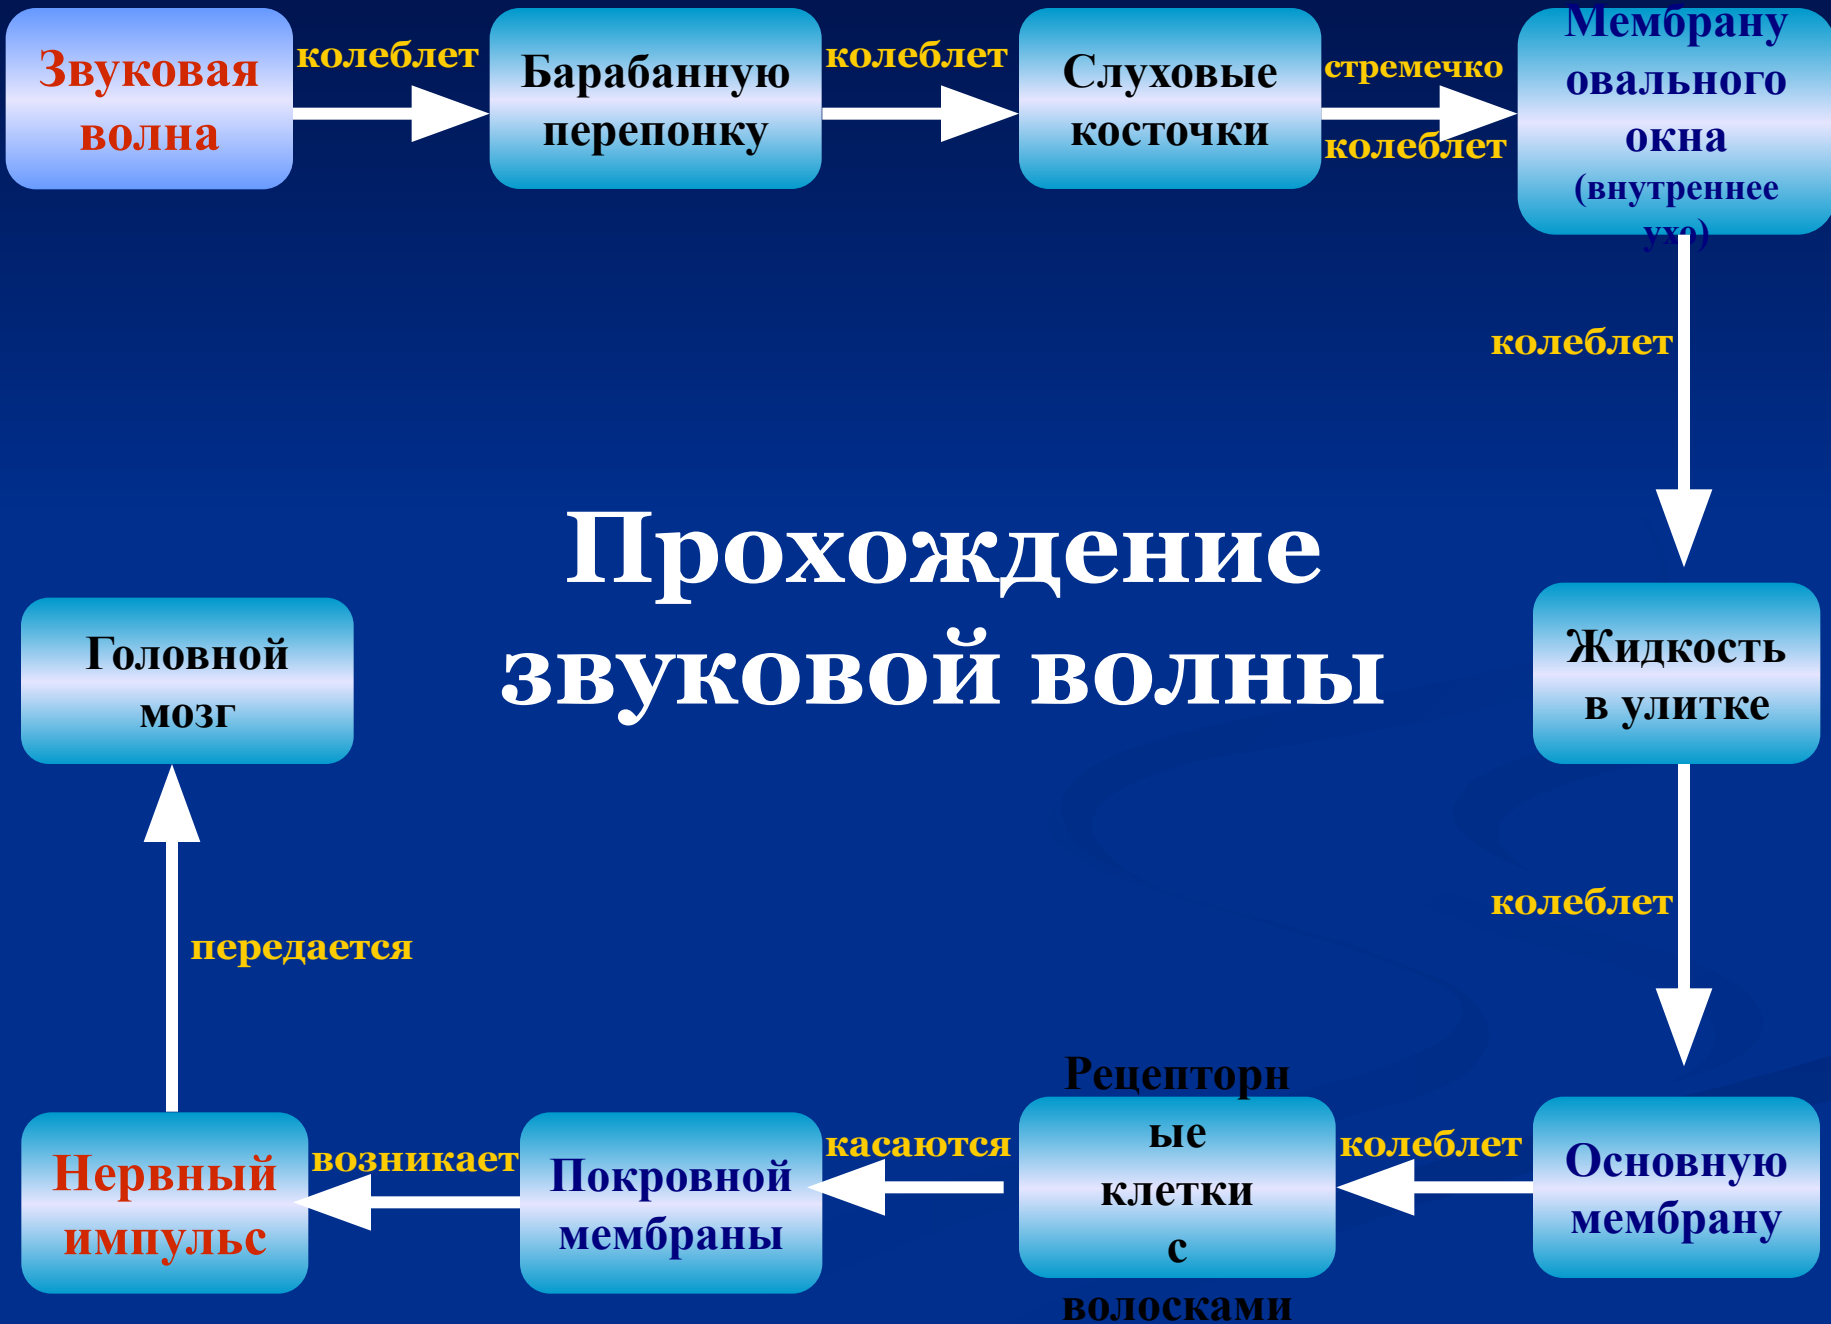 Звуковая
волна
колеблет
Барабанную
перепонку
колеблет
Слуховые
косточки
стремечко
колеблет
Мембрану
овального
окна
(внутреннее
ухо)
колеблет
Прохождение
звуковой волны
Жидкость
в улитке
колеблет
Основную
мембрану
колеблет
Рецепторн
ые
клетки
с
волосками
касаются
Покровной
мембраны
возникает
Нервный
импульс
передается
Головной
мозг